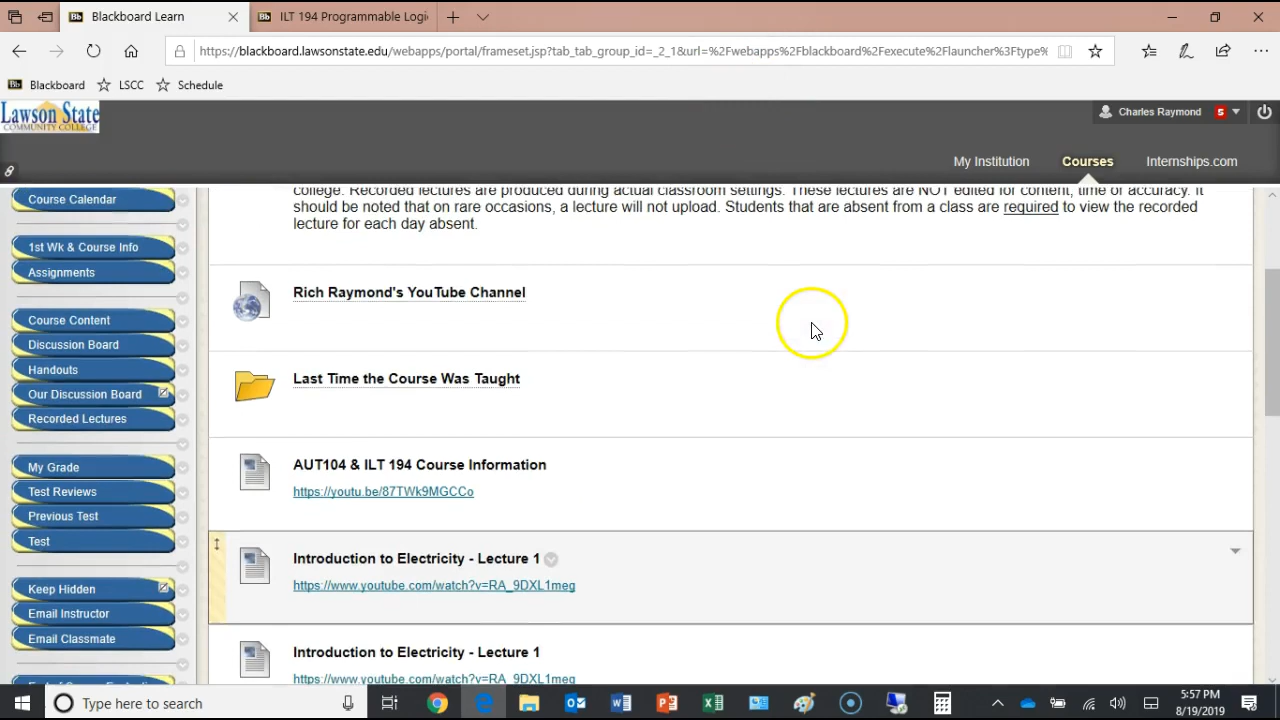 Blackboard Learn
ILT 194 Programmable Logi
https://blackboard.lawsonstate.edu/webapps/portal/frameset.jsp?tab_tab_group_id=_2_1&url=%2Fwebapps%2Fblackboard%2Fexecute%2Flauncher%3Ftype%
Blackboard LSCC Schedule
Lawson State
COMMUNITY COLLEGE
Charles Raymond 5
My Institution Courses Internships.com
college. Recorded lectures are produced during actual classroom settings. These lectures are NOT edited for content, time or accuracy. It
should be noted that on rare occasions, a lecture will not upload. Students that are absent from a class are required to view the recorded
lecture for each day absent.
Course Calendar
1st Wk & Course Info
Assignments
Course Content
Discussion Board
Handouts
Our Discussion Board
Recorded Lectures
My Grade
Test Reviews
Previous Test
Test
Keep Hidden
Email Instructor
Email Classmate
Rich Raymond's YouTube Channel
Last Time the Course Was Taught
AUT104 & ILT 194 Course Information
https://youtu.be/87TWk9MGCCo
Introduction to Electricity - Lecture 1
https://www.youtube.com/watch?v=RA_9DXL1meg
Introduction to Electricity - Lecture 1
https://www.youtube.com/watch?v=RA_9DXL1meg
Type here to search
5:57 PM
8/19/2019